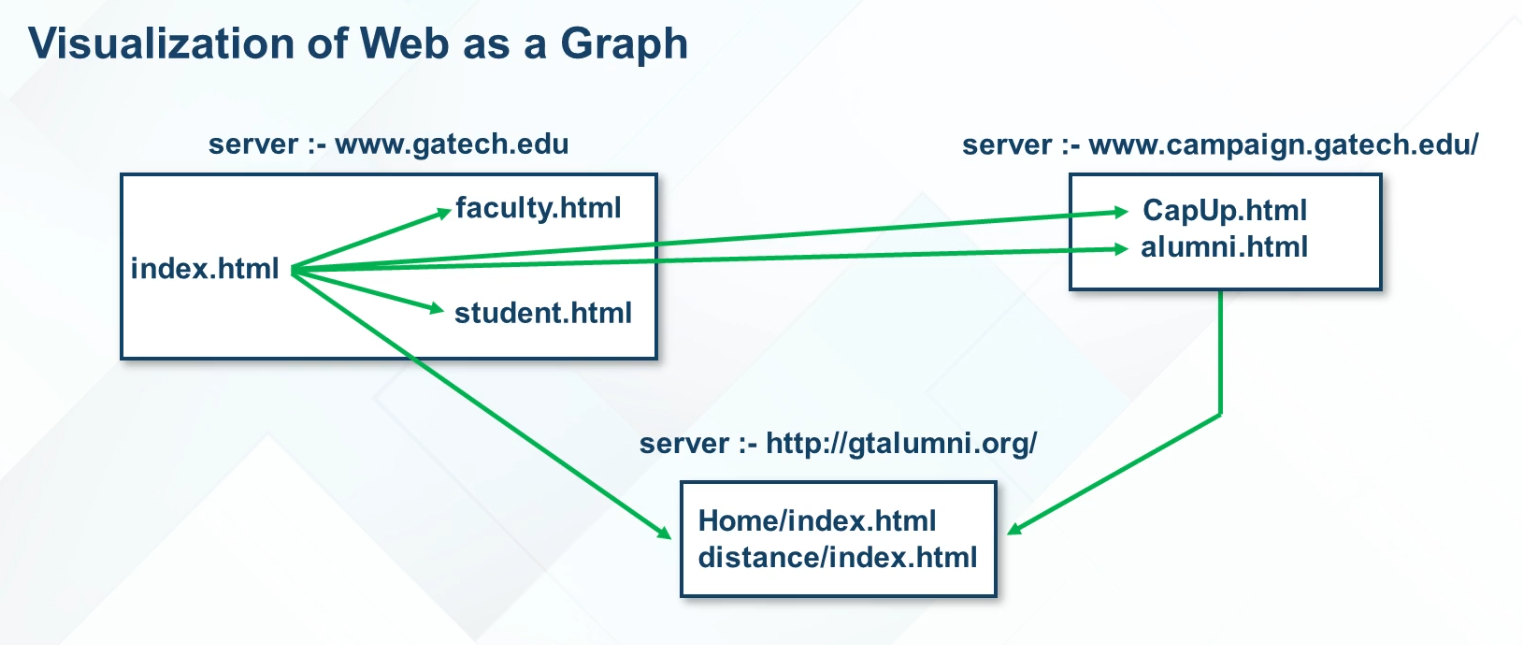 Visualization of Web as a Graph
server :- www.gatech.edu
faculty.html
index.html
student.html
server :- www.campaign.gatech.edu/
CapUp.html
alumni.html
server :- http://gtalumni.org/
Home/index.html
distance/index.html